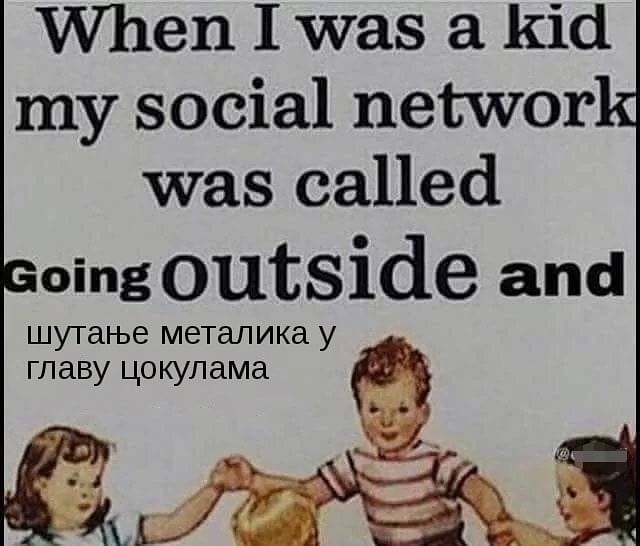 When I was a kid
my social network
was called
Going outside and
шутање металика у
главу цокулама
@